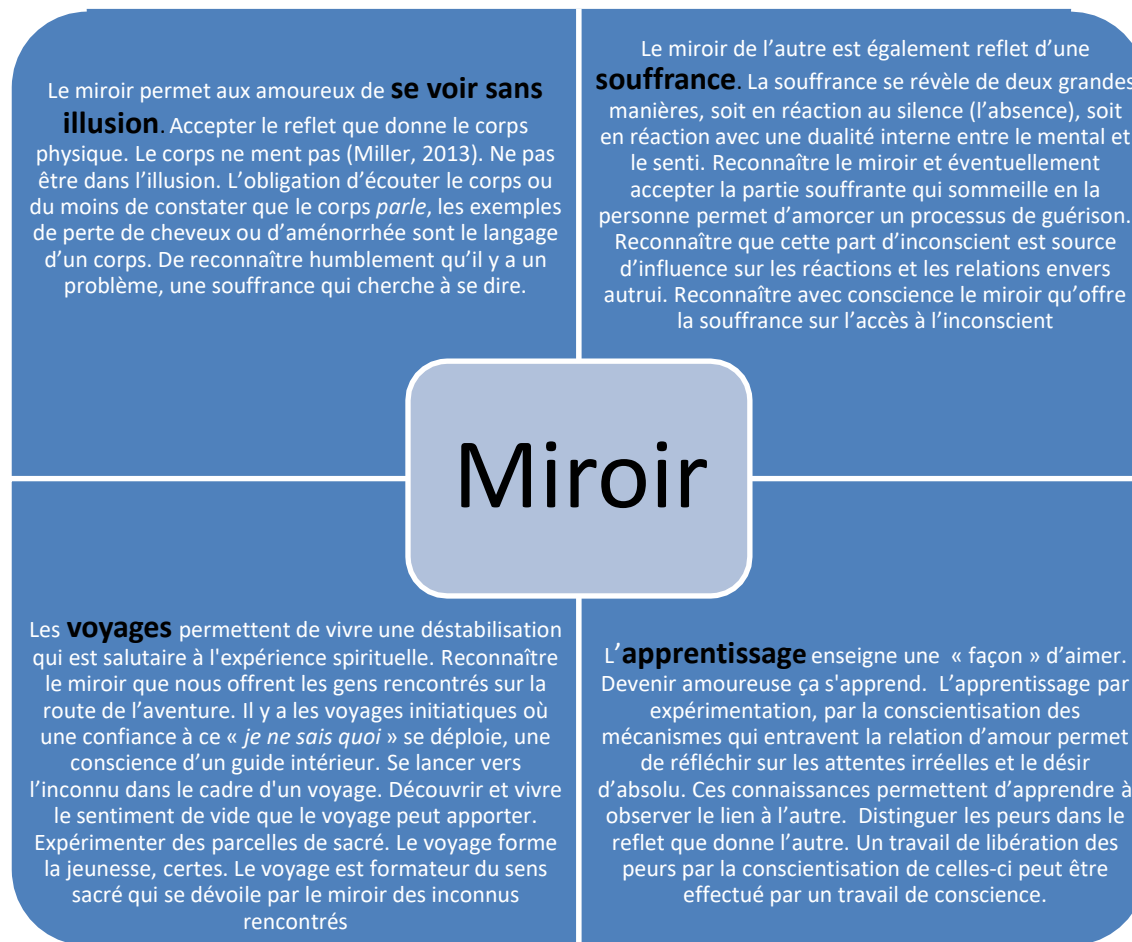 Le miroir permet aux amoureux de se voir sans
illusion. Accepter le reflet que donne le corps
physique. Le corps ne ment pas (Miller, 2013). Ne pas
être dans l’illusion. L’obligation d’écouter le corps ou
du moins de constater que le corps parle, les exemples
de perte de cheveux ou d’aménorrhée sont le langage
d’un corps. De reconnaître humblement qu’il y a un
problème, une souffrance qui cherche à se dire.
Le miroir de l’autre est également reflet d’une
souffrance. La souffrance se révèle de deux grandes
manières, soit en réaction au silence (l’absence), soit
en réaction avec une dualité interne entre le mental et
le senti. Reconnaître le miroir et éventuellement
accepter la partie souffrante qui sommeille en la
personne permet d’amorcer un processus de guérison.
Reconnaître que cette part d’inconscient est source
d’influence sur les réactions et les relations envers
autrui. Reconnaître avec conscience le miroir qu’offre
la souffrance sur l’accès à l’inconscient
Miroir
Les voyages permettent de vivre une déstabilisation
qui est salutaire à l'expérience spirituelle. Reconnaître
le miroir que nous offrent les gens rencontrés sur la
route de l’aventure. Il y a les voyages initiatiques où
une confiance à ce « je ne sais quoi » se déploie, une
conscience d’un guide intérieur. Se lancer vers
l’inconnu dans le cadre d'un voyage. Découvrir et vivre
le sentiment de vide que le voyage peut apporter.
Expérimenter des parcelles de sacré. Le voyage forme
la jeunesse, certes. Le voyage est formateur du sens
sacré qui se dévoile par le miroir des inconnus
rencontrés
L’apprentissage enseigne une « façon » d’aimer.
Devenir amoureuse ça s'apprend. L’apprentissage par
expérimentation, par la conscientisation des
mécanismes qui entravent la relation d’amour permet
de réfléchir sur les attentes irréelles et le désir
d’absolu. Ces connaissances permettent d’apprendre à
observer le lien à l’autre. Distinguer les peurs dans le
reflet que donne l’autre. Un travail de libération des
peurs par la conscientisation de celles-ci peut être
effectué par un travail de conscience.